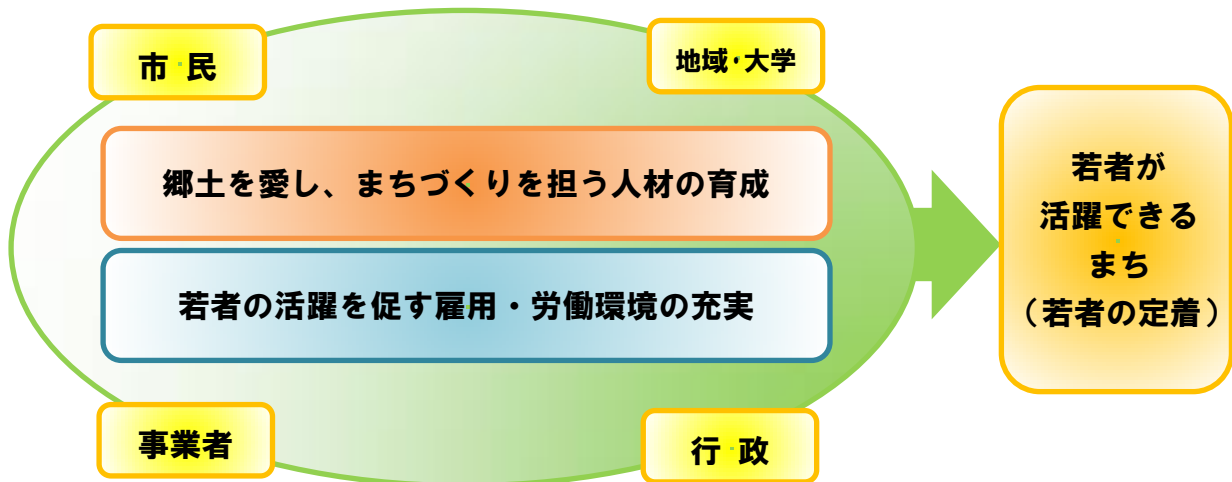 市民
地域・大学
郷土を愛し、まちづくりを担う人材の育成
若者の活躍を促す雇用・労働環境の充実
事業者
行政
若者が
活躍できる
まち
（若者の定着）